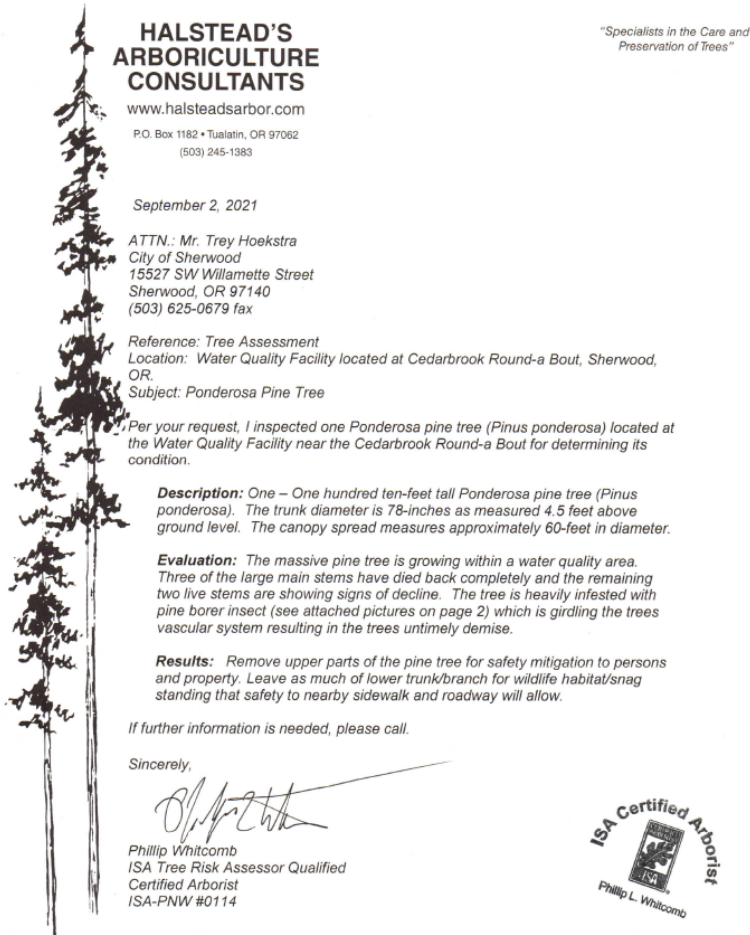 HALSTEAD'S
ARBORICULTURE
CONSULTANTS
www.halsteadsarbor.com
P.O. Box 1182 • Tualatin, OR 97062
(503) 245-1383
"Specialists in the Care and
Preservation of Trees"
September 2, 2021
ATTN.: Mr. Trey Hoekstra
City of Sherwood
15527 SW Willamette Street
Sherwood, OR 97140
(503) 625-0679 fax
Reference: Tree Assessment
Location: Water Quality Facility located at Cedarbrook Round-a Bout, Sherwood,
OR.
Subject: Ponderosa Pine Tree
Per your request, I inspected one Ponderosa pine tree (Pinus ponderosa) located at
the Water Quality Facility near the Cedarbrook Round-a Bout for determining its
condition.
Description: One – One hundred ten-feet tall Ponderosa pine tree (Pinus
ponderosa). The trunk diameter is 78-inches as measured 4.5 feet above
ground level. The canopy spread measures approximately 60-feet in diameter.
Evaluation: The massive pine tree is growing within a water quality area.
Three of the large main stems have died back completely and the remaining
two live stems are showing signs of decline. The tree is heavily infested with
pine borer insect (see attached pictures on page 2) which is girdling the trees
vascular system resulting in the trees untimely demise.
Results: Remove upper parts of the pine tree for safety mitigation to persons
and property. Leave as much of lower trunk/branch for wildlife habitat/snag
standing that safety to nearby sidewalk and roadway will allow.
If further information is needed, please call.
Sincerely,
Phillip Whitcomb
ISA Tree Risk Assessor Qualified
Certified Arborist
ISA-PNW #0114
ISA Certified Arborist
ISA
Phillip L. Whitcomb